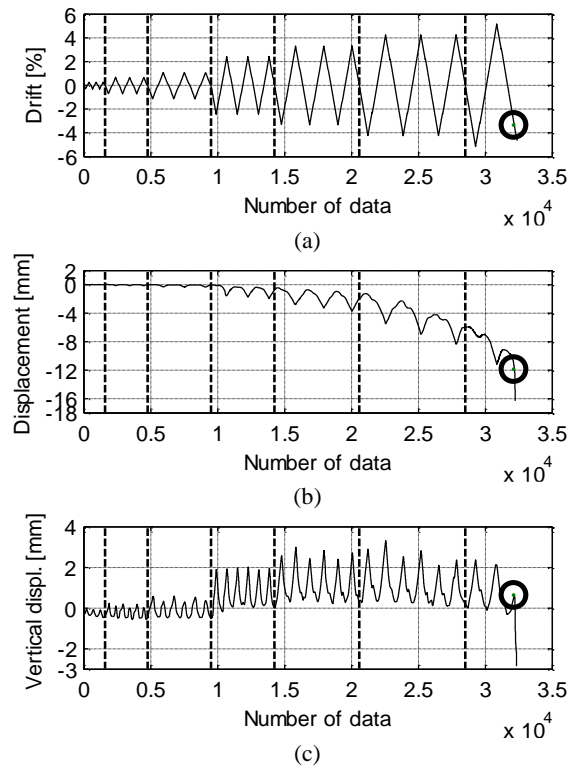 6
4
2
0
-2
-4
-6
Drift [%]
0 0.5 1 1.5 2 2.5 3 3.5
Number of data
x 10^4
(a)
2
0
-4
-8
-12
-16
-18
Displacement [mm]
0 0.5 1 1.5 2 2.5 3 3.5
Number of data
x 10^4
(b)
4
2
0
-2
-3
Vertical displ. [mm]
0 0.5 1 1.5 2 2.5 3 3.5
Number of data
x 10^4
(c)